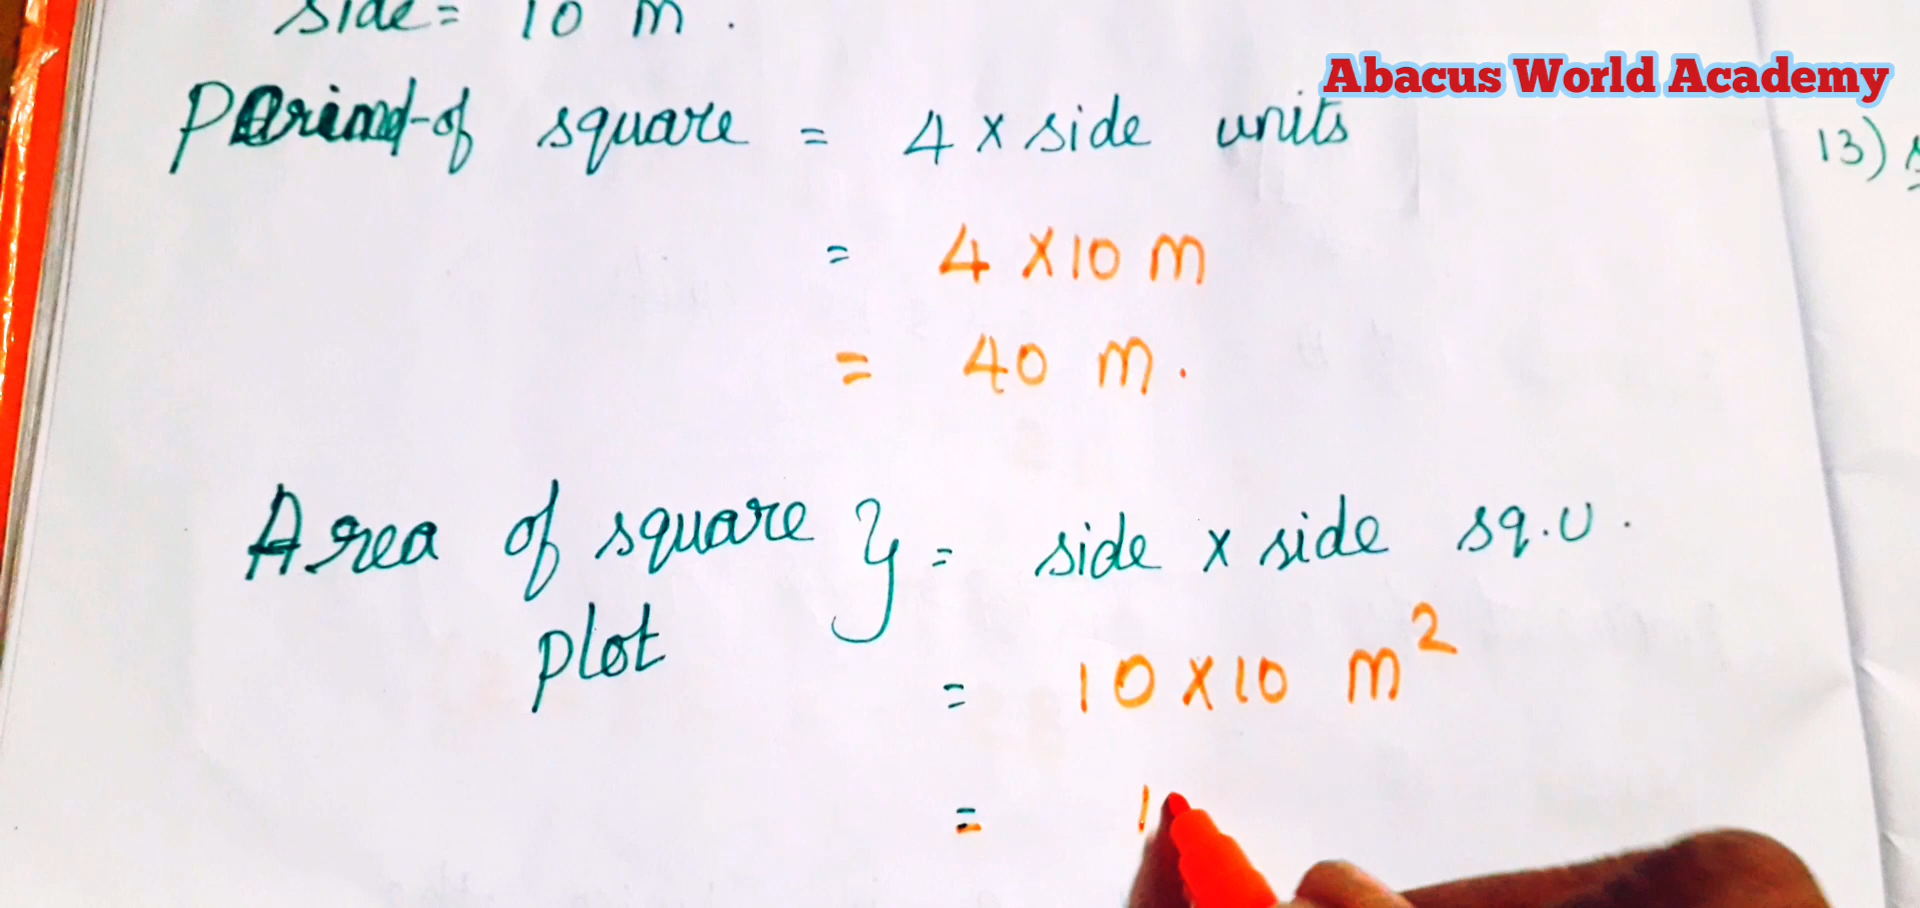 side = 10 m.
Abacus World Academy
of square = 4 × side units
13)
= 4 × 10 m
= 40 m.
Area of square } = side × side sq.u.
plot
= 10 × 10 m²
= 1